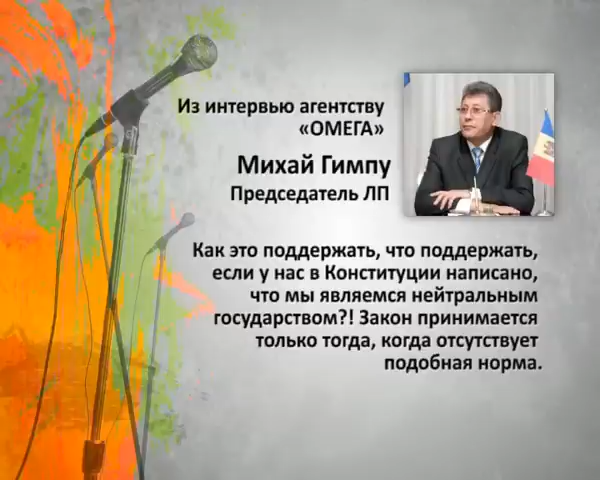 Из интервью агентству
«ОМЕГА»
Михай Гимпу
Председатель ЛП
Как это поддержать, что поддержать,
если у нас в Конституции написано,
что мы являемся нейтральным
государством?! Закон принимается
только тогда, когда отсутствует
подобная норма.